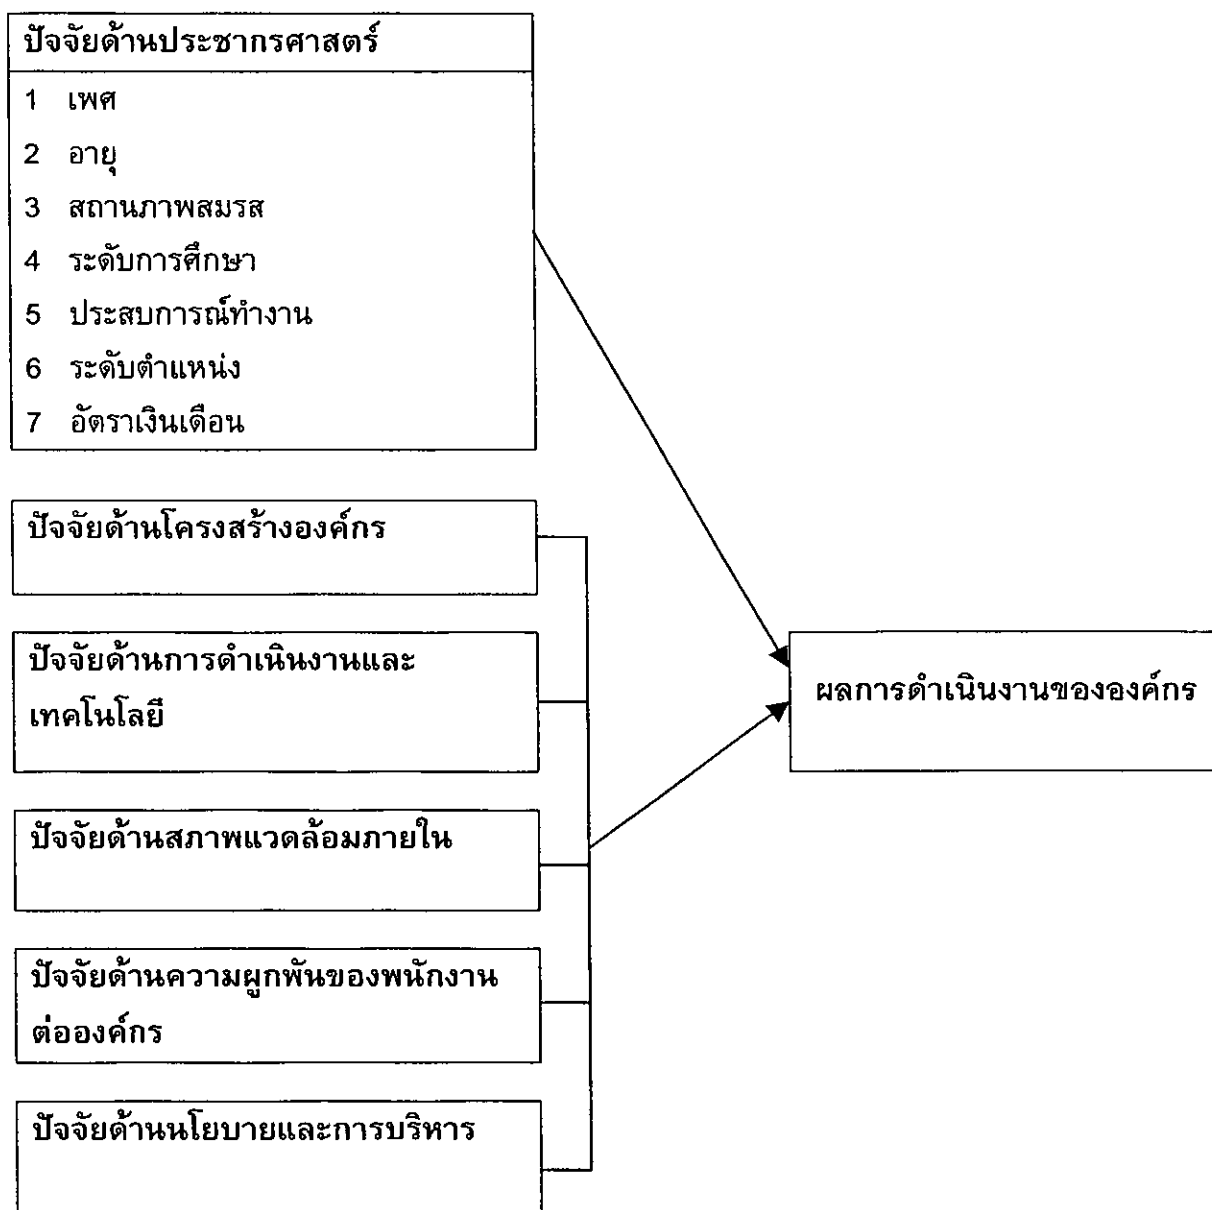 ปัจจัยด้านประชากรศาสตร์
1 เพศ
2 อายุ
3 สถานภาพสมรส
4 ระดับการศึกษา
5 ประสบการณ์ทำงาน
6 ระดับตำแหน่ง
7 อัตราเงินเดือน
ปัจจัยด้านโครงสร้างองค์กร
ปัจจัยด้านการดำเนินงานและ
เทคโนโลยี
ปัจจัยด้านสภาพแวดล้อมภายใน
ปัจจัยด้านความผูกพันของพนักงาน
ต่อองค์กร
ปัจจัยด้านนโยบายและการบริหาร
ผลการดำเนินงานขององค์กร